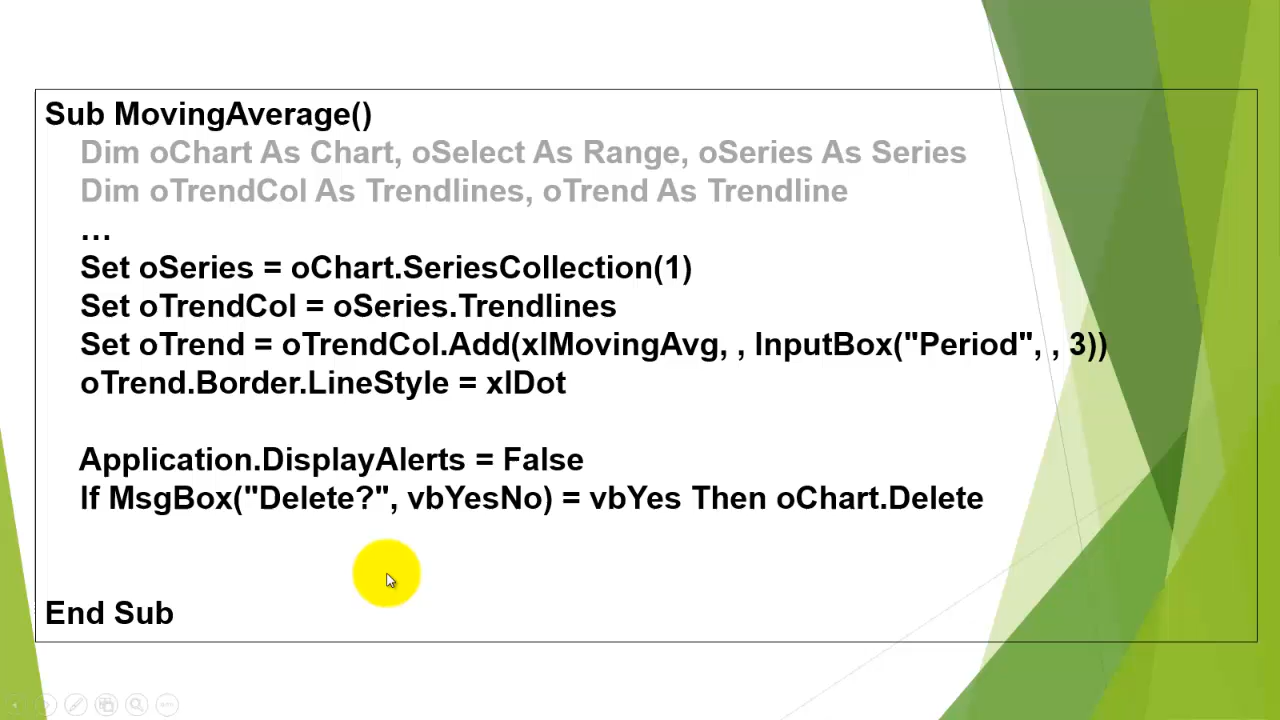 Sub MovingAverage()
Dim oChart As Chart, oSelect As Range, oSeries As Series
Dim oTrendCol As Trendlines, oTrend As Trendline
…
Set oSeries = oChart.SeriesCollection(1)
Set oTrendCol = oSeries.Trendlines
Set oTrend = oTrendCol.Add(xlMovingAvg, , InputBox("Period", , 3))
oTrend.Border.LineStyle = xlDot
Application.DisplayAlerts = False
If MsgBox("Delete?", vbYesNo) = vbYes Then oChart.Delete
End Sub